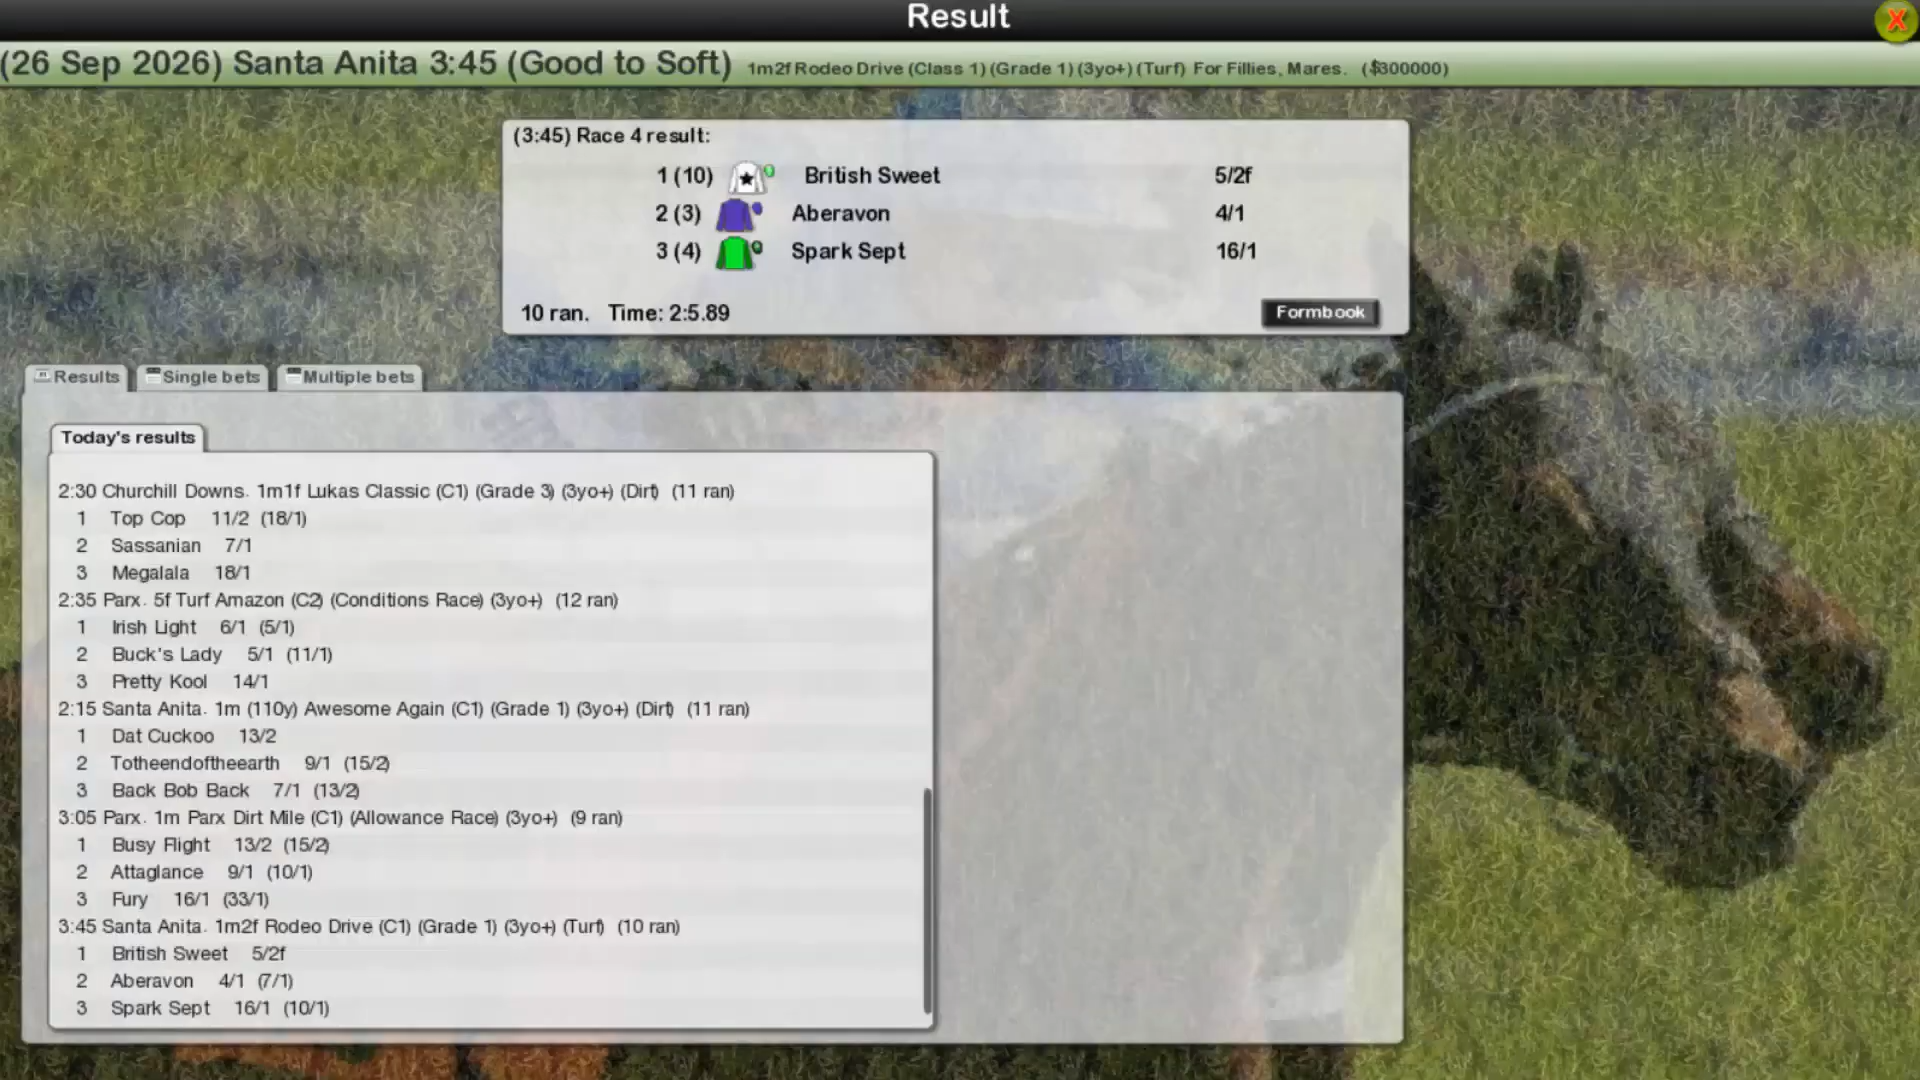 Result
X
(26 Sep 2026) Santa Anita 3:45 (Good to Soft) 1m2f Rodeo Drive (Class 1) (Grade 1) (3yo+) (Turf) For Fillies, Mares. ($300000)
(3:45) Race 4 result:
1 (10) British Sweet 5/2f
2 (3) Aberavon 4/1
3 (4) Spark Sept 16/1
10 ran. Time: 2:5.89
Formbook
Results Single bets Multiple bets
Today's results
2:30 Churchill Downs. 1m1f Lukas Classic (C1) (Grade 3) (3yo+) (Dirt) (11 ran)
1 Top Cop 11/2 (18/1)
2 Sassanian 7/1
3 Megalala 18/1
2:35 Parx. 5f Turf Amazon (C2) (Conditions Race) (3yo+) (12 ran)
1 Irish Light 6/1 (5/1)
2 Buck's Lady 5/1 (11/1)
3 Pretty Kool 14/1
2:15 Santa Anita. 1m (110y) Awesome Again (C1) (Grade 1) (3yo+) (Dirt) (11 ran)
1 Dat Cuckoo 13/2
2 Totheendoftheearth 9/1 (15/2)
3 Back Bob Back 7/1 (13/2)
3:05 Parx. 1m Parx Dirt Mile (C1) (Allowance Race) (3yo+) (9 ran)
1 Busy Flight 13/2 (15/2)
2 Attaglance 9/1 (10/1)
3 Fury 16/1 (33/1)
3:45 Santa Anita. 1m2f Rodeo Drive (C1) (Grade 1) (3yo+) (Turf) (10 ran)
1 British Sweet 5/2f
2 Aberavon 4/1 (7/1)
3 Spark Sept 16/1 (10/1)